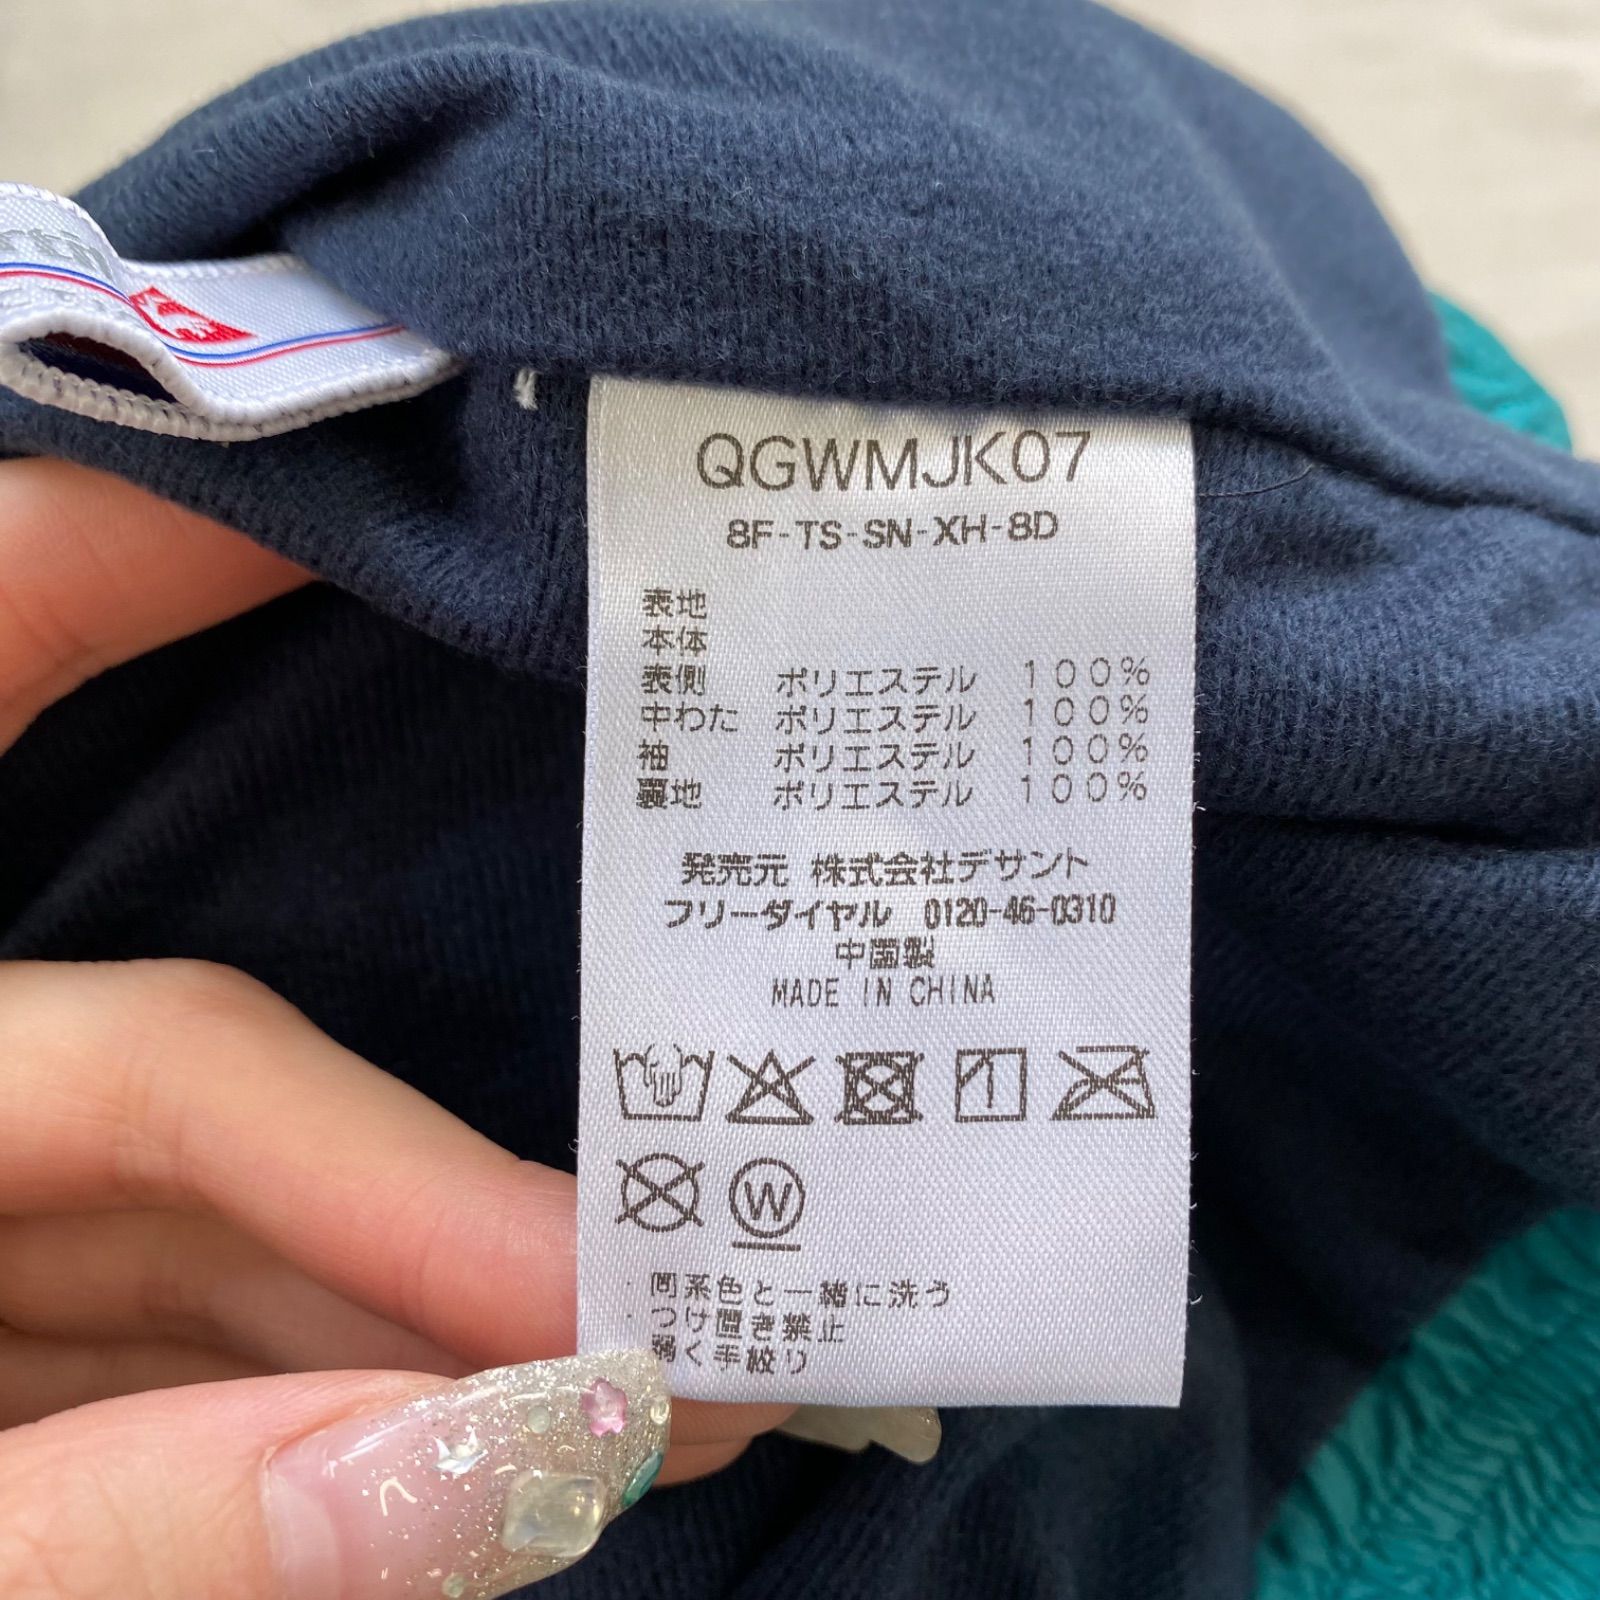 QGWMJK07
8F-TS-SN-XH-8D
表地
本体
表側 ポリエステル 100%
中わた ポリエステル 100%
袖 ポリエステル 100%
裏地 ポリエステル 100%
発売元 株式会社デサント
フリーダイヤル 0120-46-0310
中国製
MADE IN CHINA
W
・同系色と一緒に洗う
・つけ置き禁止
弱く手絞り